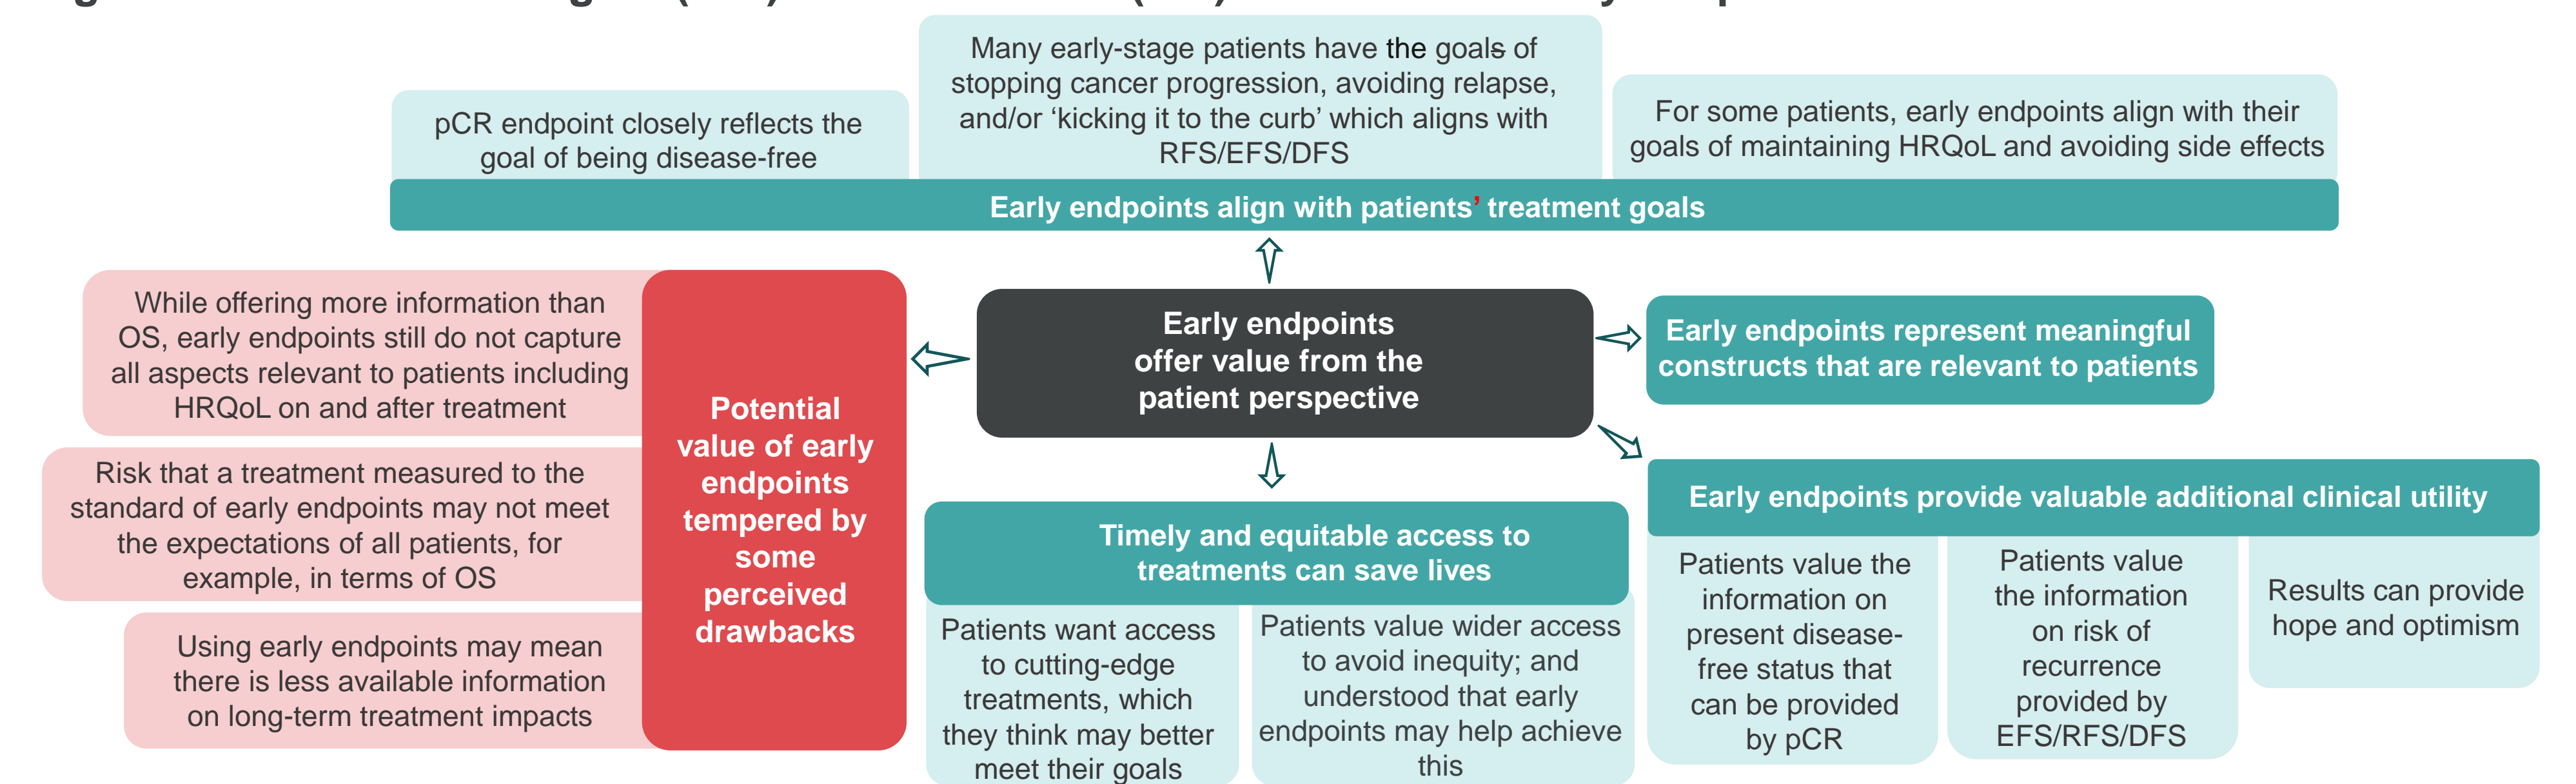 pCR endpoint closely reflects the
goal of being disease-free
Many early-stage patients have the goals of
stopping cancer progression, avoiding relapse,
and/or ‘kicking it to the curb’ which aligns with
RFS/EFS/DFS
For some patients, early endpoints align with their
goals of maintaining HRQoL and avoiding side effects
Early endpoints align with patients’ treatment goals
While offering more information than
OS, early endpoints still do not capture
all aspects relevant to patients including
HRQoL on and after treatment
Risk that a treatment measured to the
standard of early endpoints may not meet
the expectations of all patients, for
example, in terms of OS
Using early endpoints may mean
there is less available information
on long-term treatment impacts
Potential
value of early
endpoints
tempered by
some
perceived
drawbacks
Early endpoints
offer value from the
patient perspective
Early endpoints represent meaningful
constructs that are relevant to patients
Timely and equitable access to
treatments can save lives
Patients want access
to cutting-edge
treatments, which
they think may better
meet their goals
Patients value wider access
to avoid inequity; and
understood that early
endpoints may help achieve
this
Early endpoints provide valuable additional clinical utility
Patients value the
information on
present disease-
free status that
can be provided
by pCR
Patients value
the information
on risk of
recurrence
provided by
EFS/RFS/DFS
Results can provide
hope and optimism